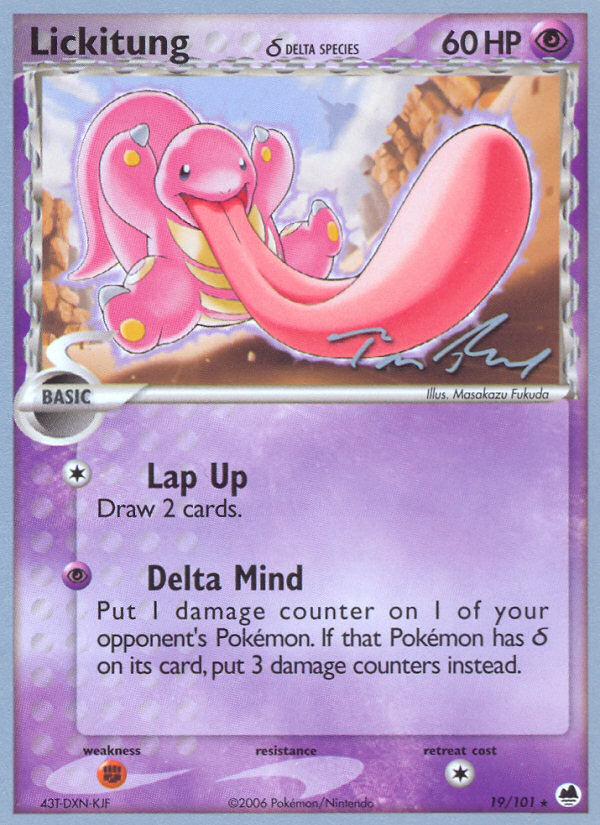 Lickitung δ DELTA SPECIES 60 HP
BASIC
Illus. Masakazu Fukuda
Lap Up
Draw 2 cards.
Delta Mind
Put 1 damage counter on 1 of your
opponent's Pokémon. If that Pokémon has δ
on its card, put 3 damage counters instead.
weakness resistance retreat cost
43T-DXN-KJF ©2006 Pokémon/Nintendo 19/101 ★